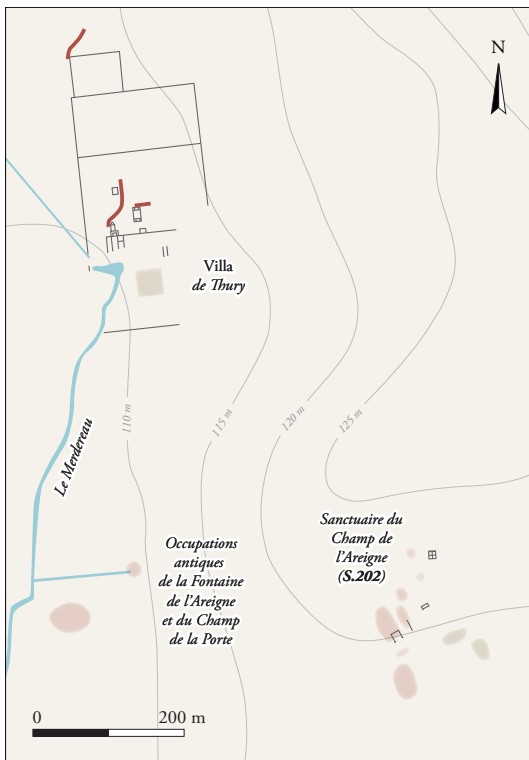 N
Villa
de Thury
110 m
115 m
120 m
125 m
Le Merdereau
Sanctuaire du
Champ de
l'Areigne
(S.202)
Occupations
antiques
de la Fontaine
de l'Areigne
et du Champ
de la Porte
0 200 m